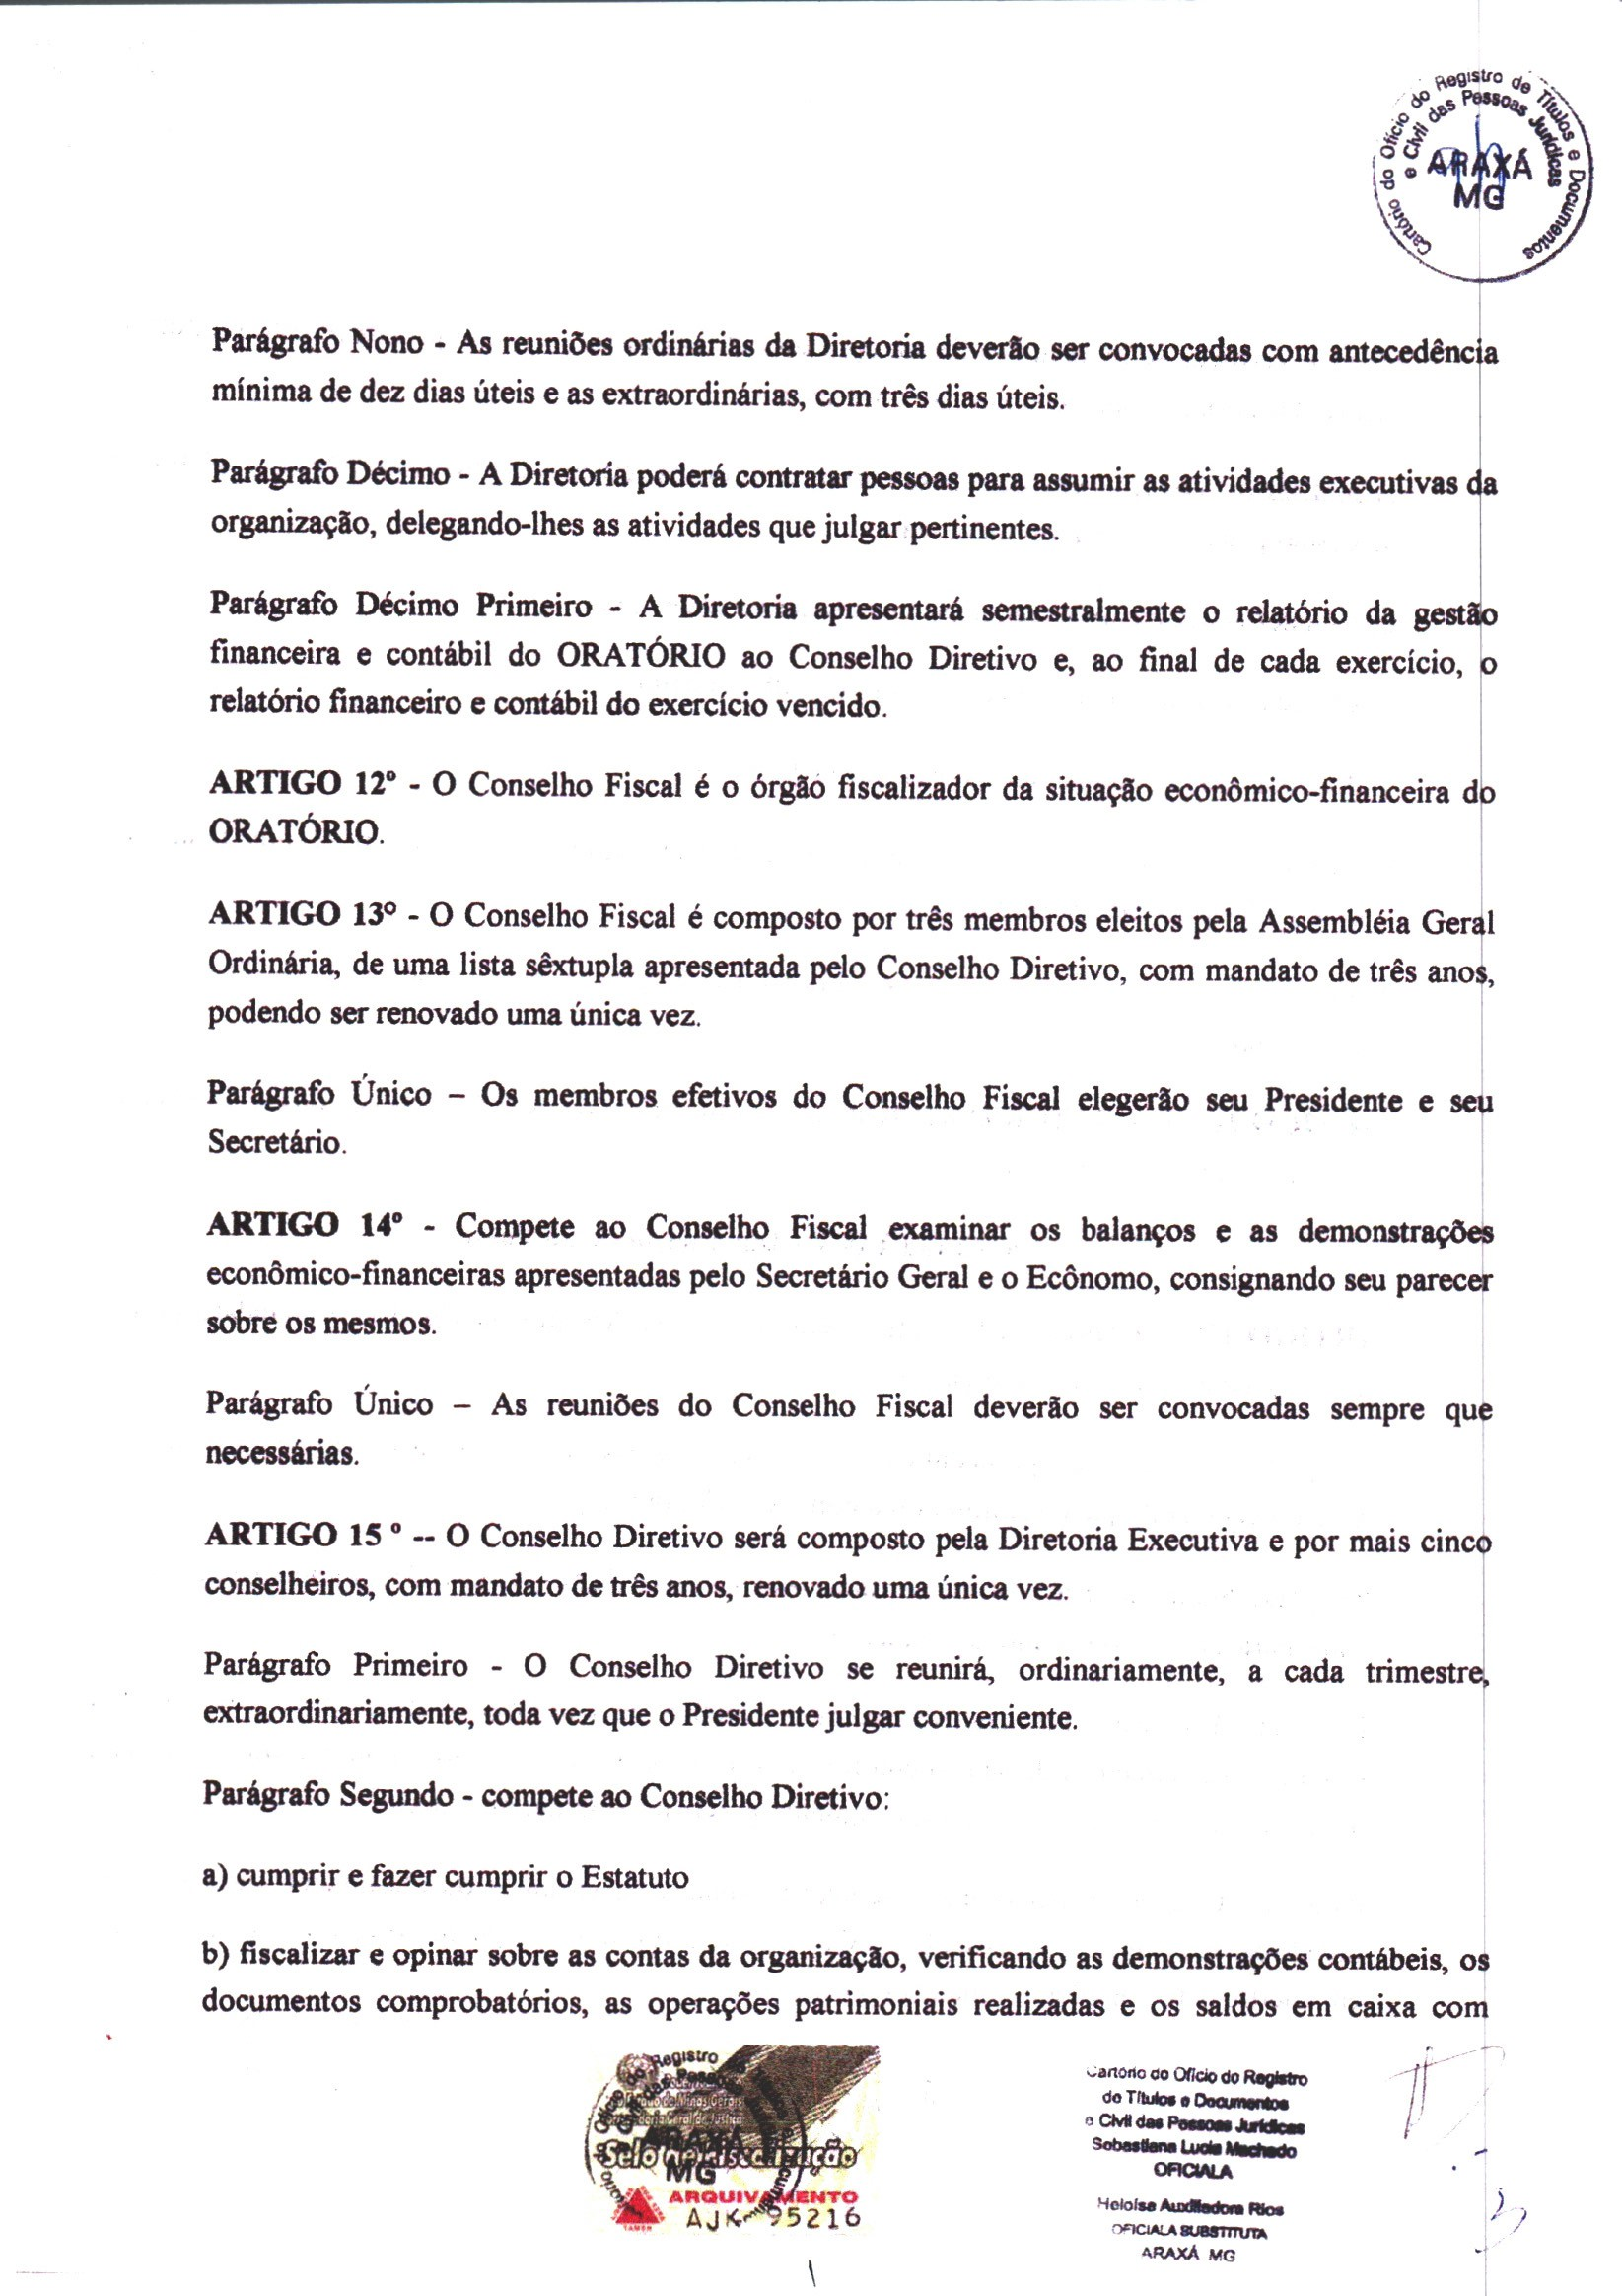 Cartório do Ofício do Registro de Títulos e Documentos
e Civil das Pessoas Jurídicas
ARAXÁ
MG
Parágrafo Nono - As reuniões ordinárias da Diretoria deverão ser convocadas com antecedência
mínima de dez dias úteis e as extraordinárias, com três dias úteis.
Parágrafo Décimo - A Diretoria poderá contratar pessoas para assumir as atividades executivas da
organização, delegando-lhes as atividades que julgar pertinentes.
Parágrafo Décimo Primeiro - A Diretoria apresentará semestralmente o relatório da gestão
financeira e contábil do ORATÓRIO ao Conselho Diretivo e, ao final de cada exercício, o
relatório financeiro e contábil do exercício vencido.
ARTIGO 12º - O Conselho Fiscal é o órgão fiscalizador da situação econômico-financeira do
ORATÓRIO.
ARTIGO 13º - O Conselho Fiscal é composto por três membros eleitos pela Assembléia Geral
Ordinária, de uma lista sêxtupla apresentada pelo Conselho Diretivo, com mandato de três anos,
podendo ser renovado uma única vez.
Parágrafo Único – Os membros efetivos do Conselho Fiscal elegerão seu Presidente e seu
Secretário.
ARTIGO 14º - Compete ao Conselho Fiscal examinar os balanços e as demonstrações
econômico-financeiras apresentadas pelo Secretário Geral e o Ecônomo, consignando seu parecer
sobre os mesmos.
Parágrafo Único – As reuniões do Conselho Fiscal deverão ser convocadas sempre que
necessárias.
ARTIGO 15 º -- O Conselho Diretivo será composto pela Diretoria Executiva e por mais cinco
conselheiros, com mandato de três anos, renovado uma única vez.
Parágrafo Primeiro - O Conselho Diretivo se reunirá, ordinariamente, a cada trimestre,
extraordinariamente, toda vez que o Presidente julgar conveniente.
Parágrafo Segundo - compete ao Conselho Diretivo:
a) cumprir e fazer cumprir o Estatuto
b) fiscalizar e opinar sobre as contas da organização, verificando as demonstrações contábeis, os
documentos comprobatórios, as operações patrimoniais realizadas e os saldos em caixa com
Registro
ARAXÁ
Selo de Fiscalização
MG
ARQUIVAMENTO
AJK 95216
Cartório do Ofício do Registro
de Títulos e Documentos
e Civil das Pessoas Jurídicas
Sebastiana Lucia Machado
OFICIALA
Heloísa Auxiliadora Rios
OFICIALA SUBSTITUTA
ARAXÁ MG